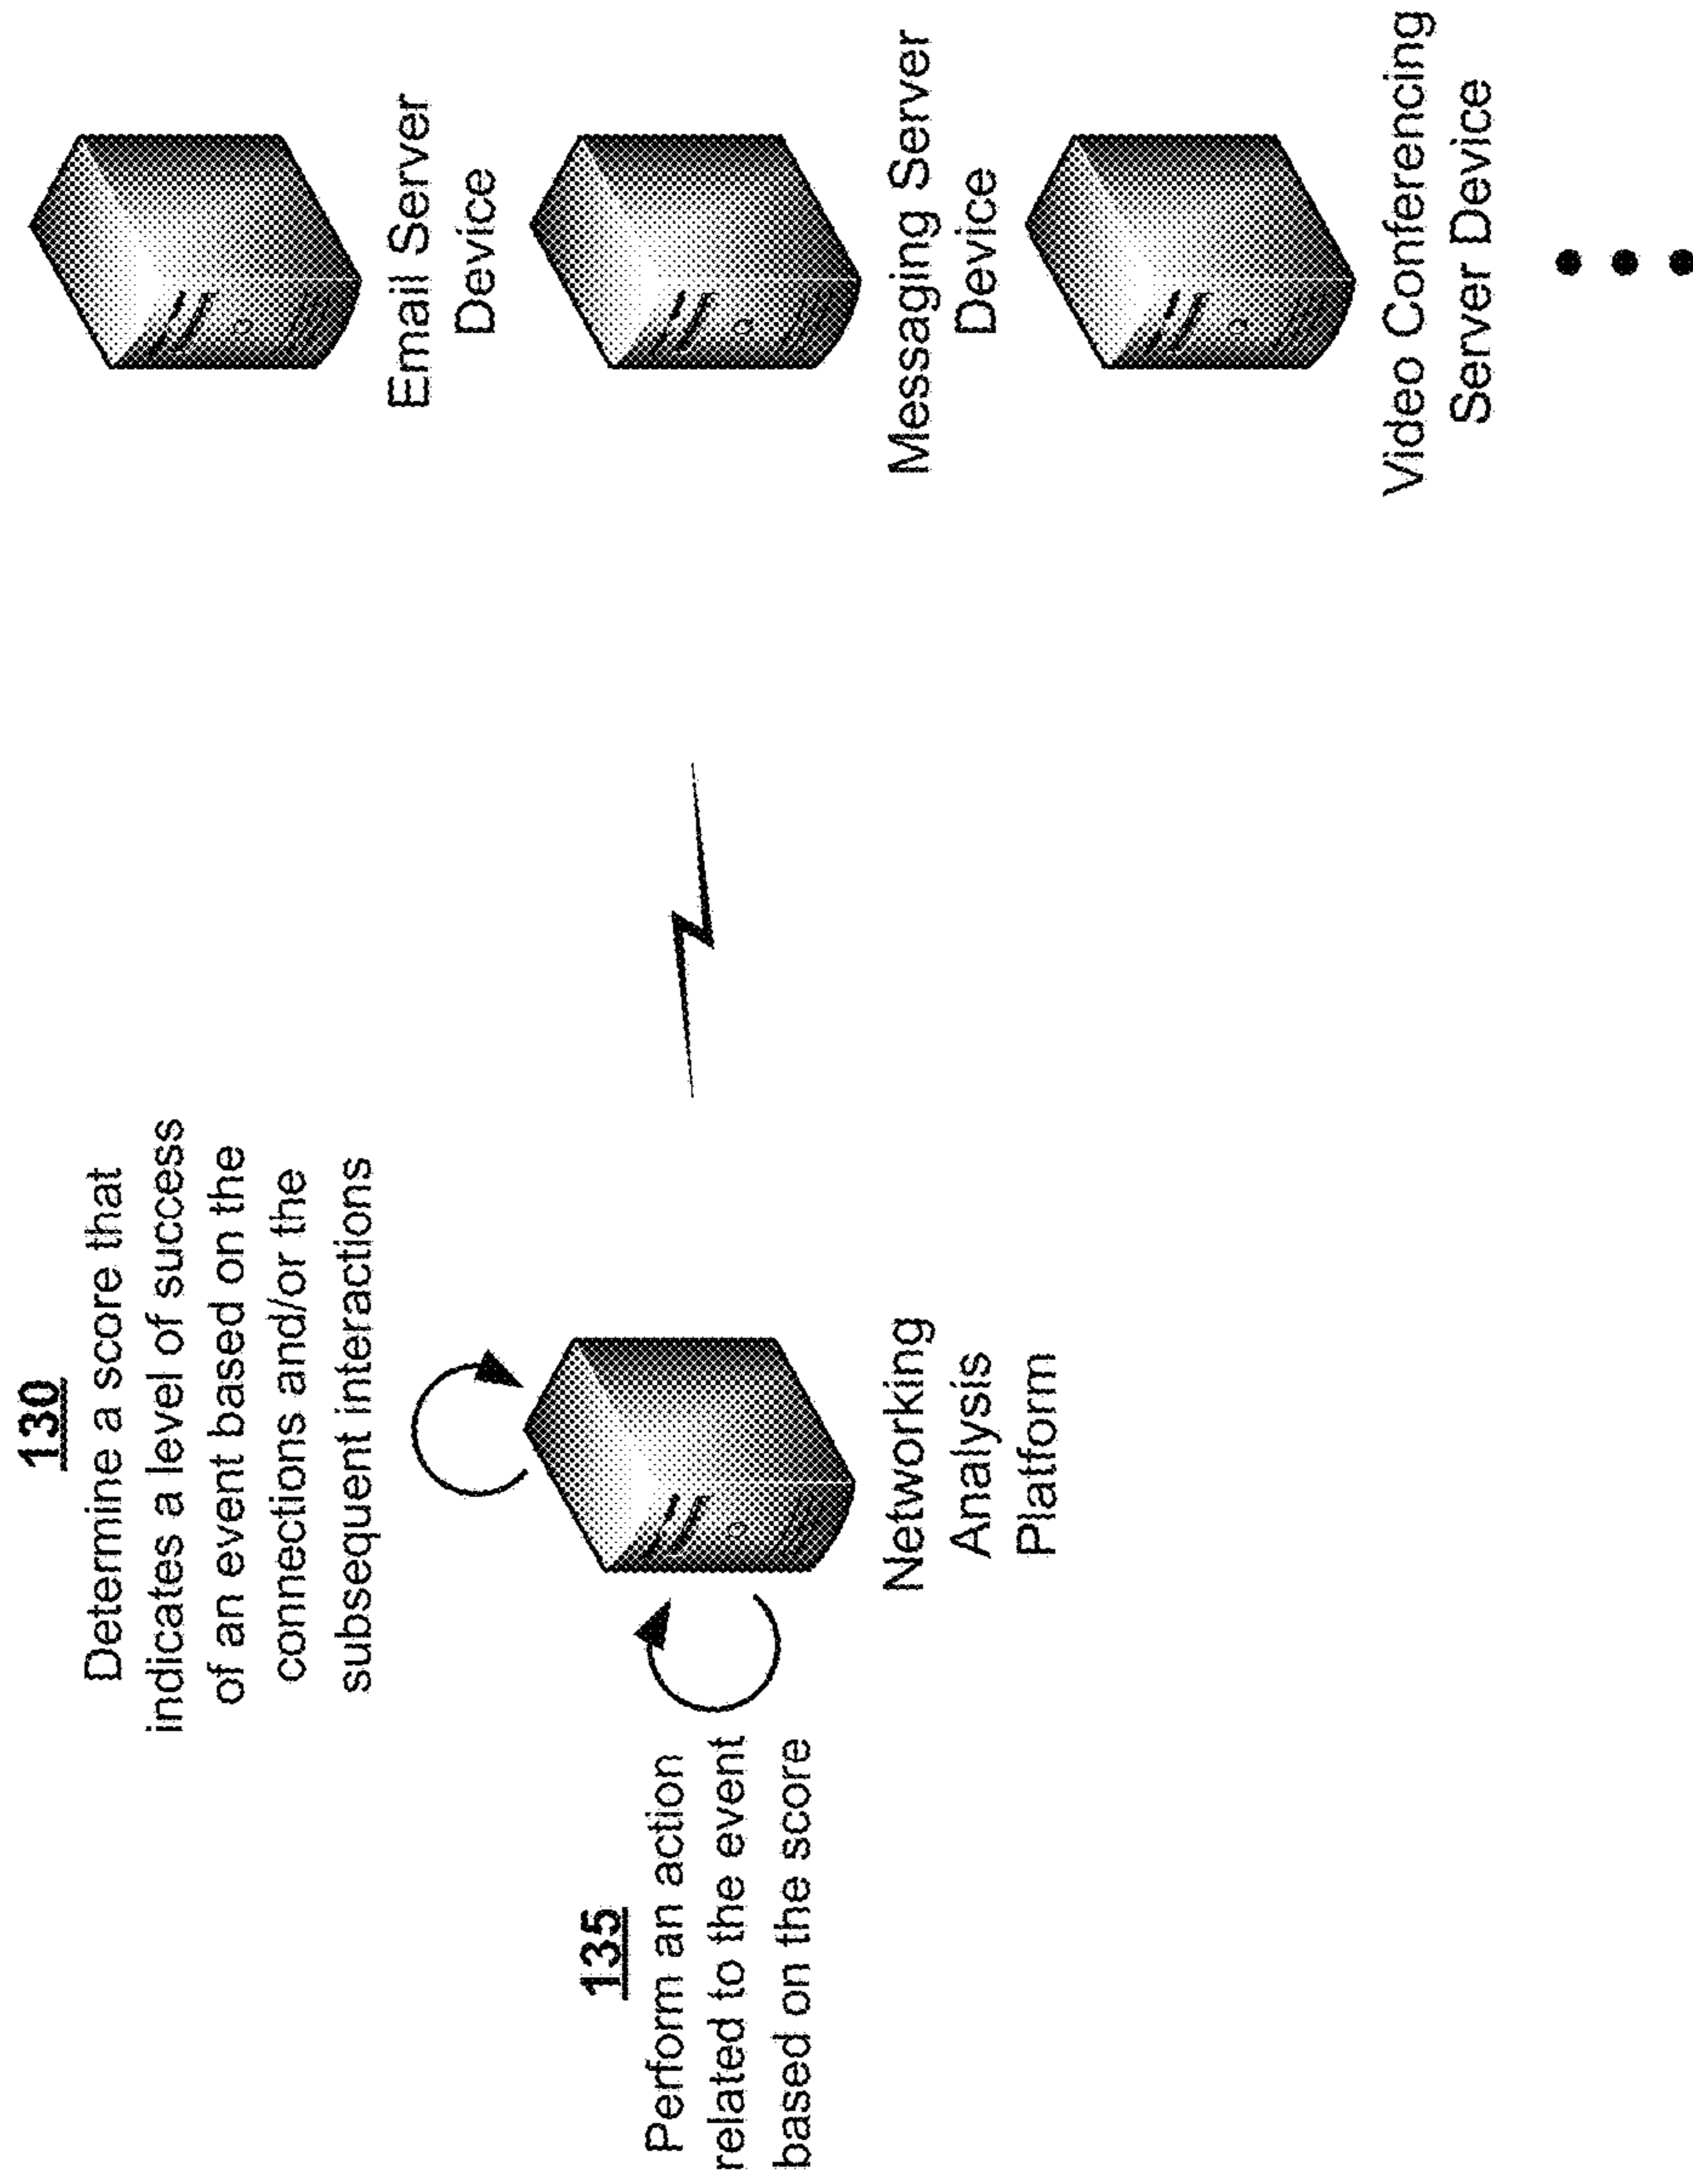 130
Determine a score that
indicates a level of success
of an event based on the
connections and/or the
subsequent interactions
135
Perform an action
related to the event
based on the score
Networking
Analysis
Platform
Email Server
Device
Messaging Server
Device
Video Conferencing
Server Device